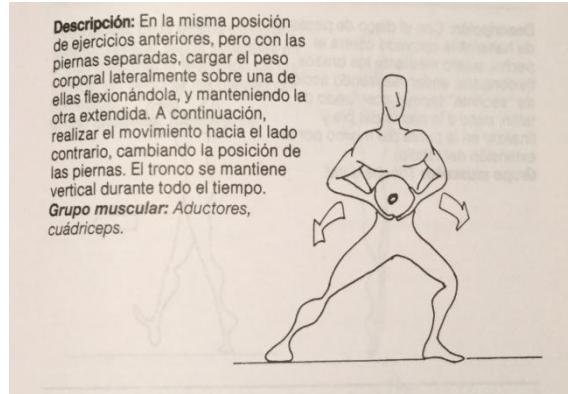 Descripción: En la misma posición
de ejercicios anteriores, pero con las
piernas separadas, cargar el peso
corporal lateralmente sobre una de
ellas flexionándola, y manteniendo la
otra extendida. A continuación,
realizar el movimiento hacia el lado
contrario, cambiando la posición de
las piernas. El tronco se mantiene
vertical durante todo el tiempo.
Grupo muscular: Aductores,
cuádriceps.